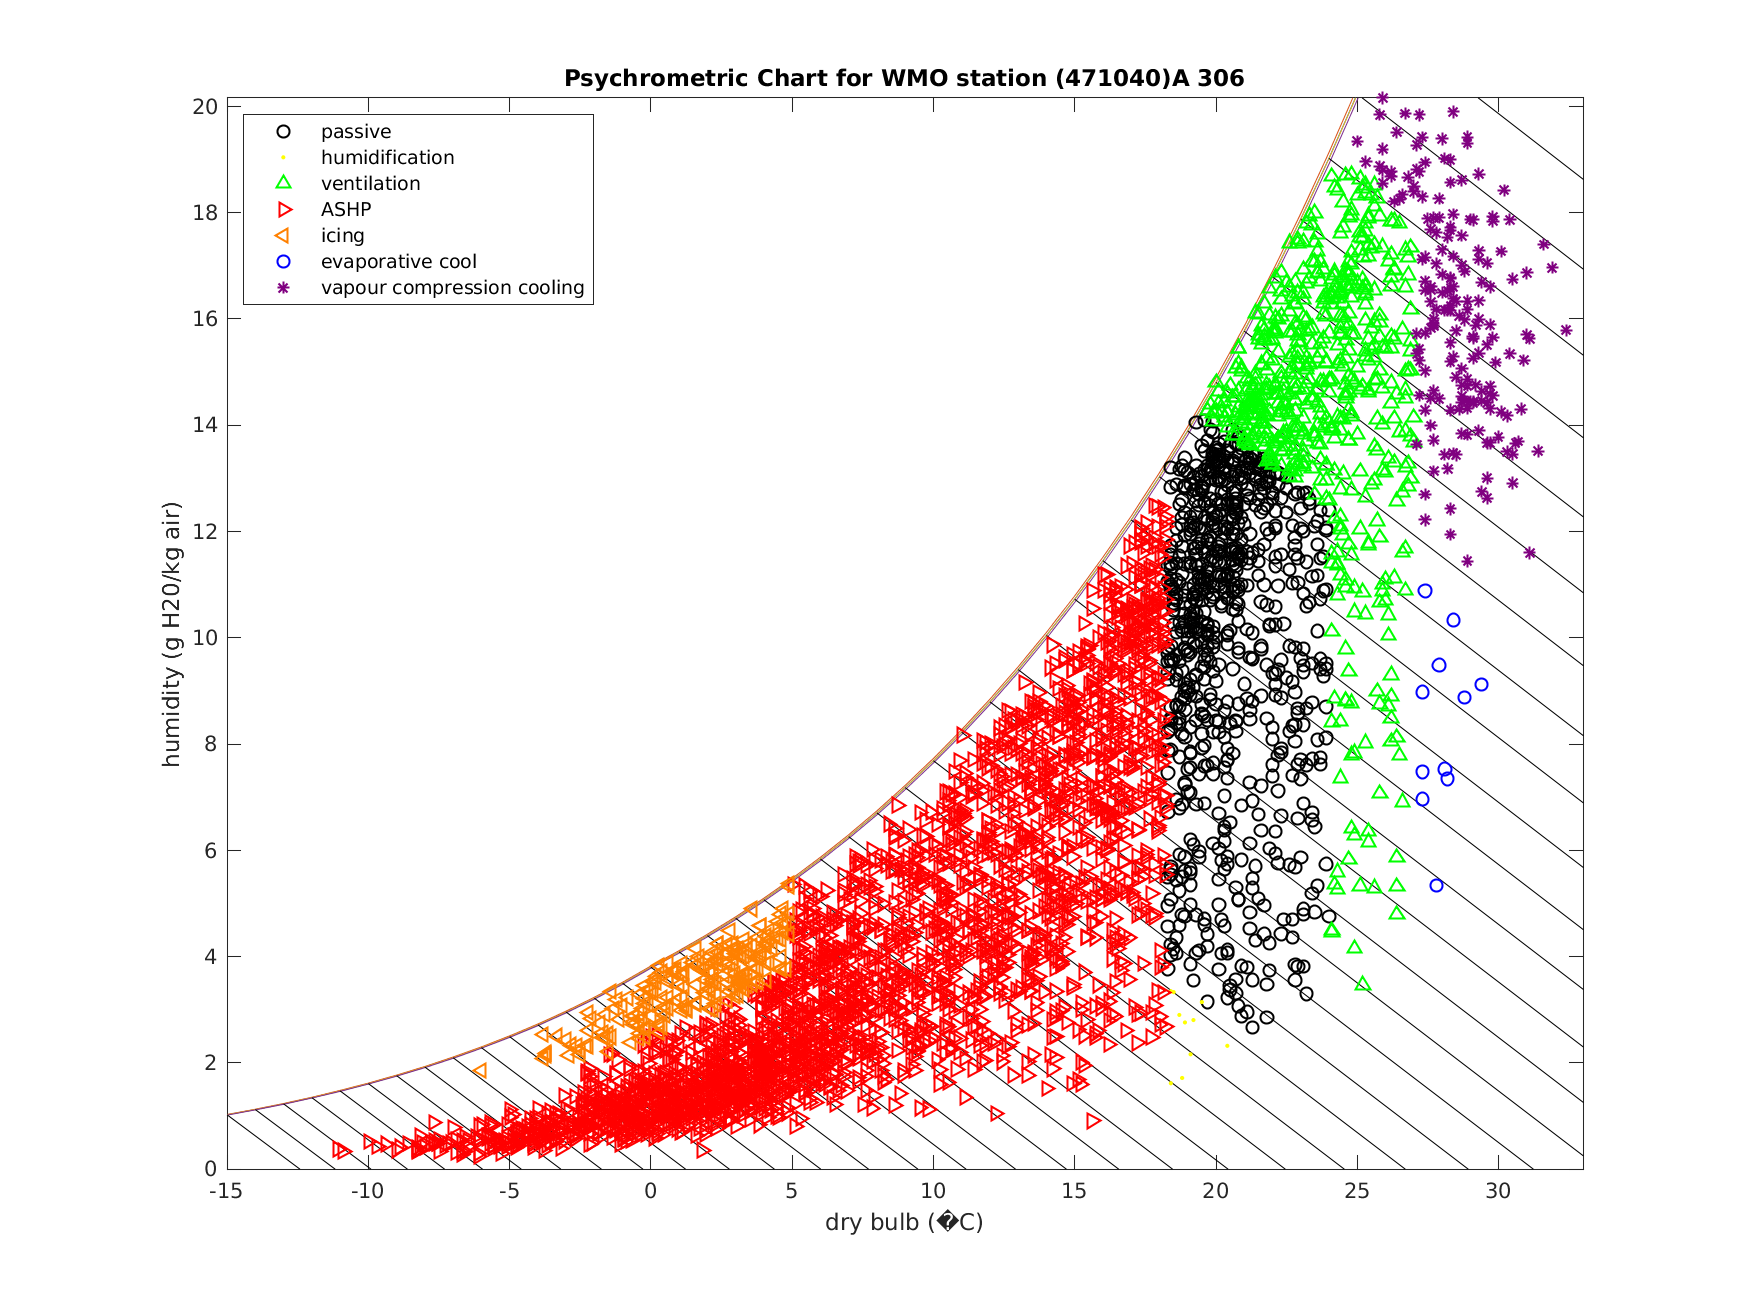 Psychrometric Chart for WMO station (471040)A 306
passive
humidification
ventilation
ASHP
icing
evaporative cool
vapour compression cooling
humidity (g H20/kg air)
20
18
16
14
12
10
8
6
4
2
0
-15 -10 -5 0 5 10 15 20 25 30
dry bulb (�C)